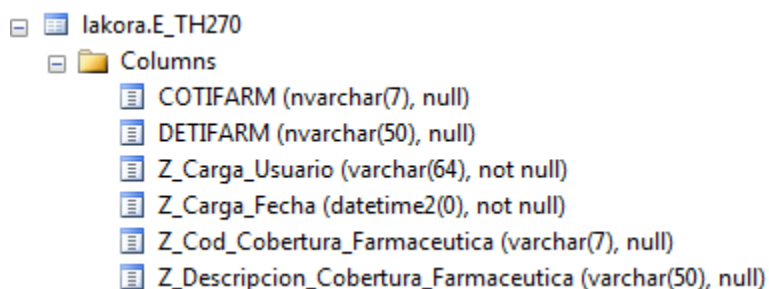 lakora.E_TH270
Columns
COTIFARM (nvarchar(7), null)
DETIFARM (nvarchar(50), null)
Z_Carga_Usuario (varchar(64), not null)
Z_Carga_Fecha (datetime2(0), not null)
Z_Cod_Cobertura_Farmaceutica (varchar(7), null)
Z_Descripcion_Cobertura_Farmaceutica (varchar(50), null)